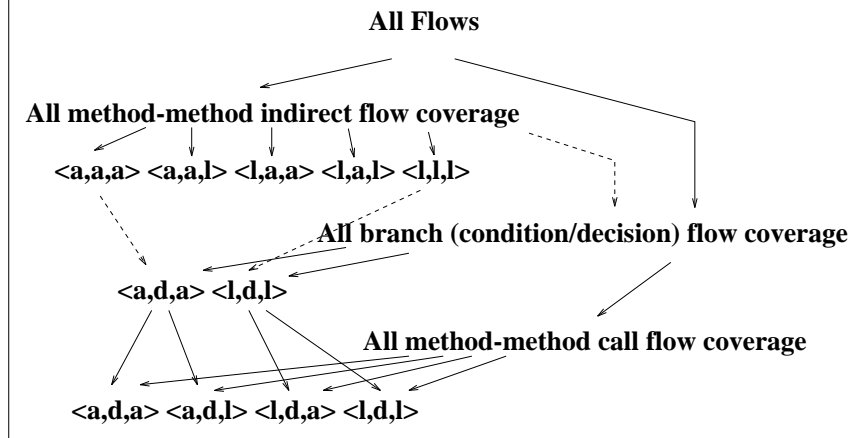 All Flows
All method-method indirect flow coverage
<a,a,a> <a,a,l> <l,a,a> <l,a,l> <l,l,l>
All branch (condition/decision) flow coverage
<a,d,a> <l,d,l>
All method-method call flow coverage
<a,d,a> <a,d,l> <l,d,a> <l,d,l>